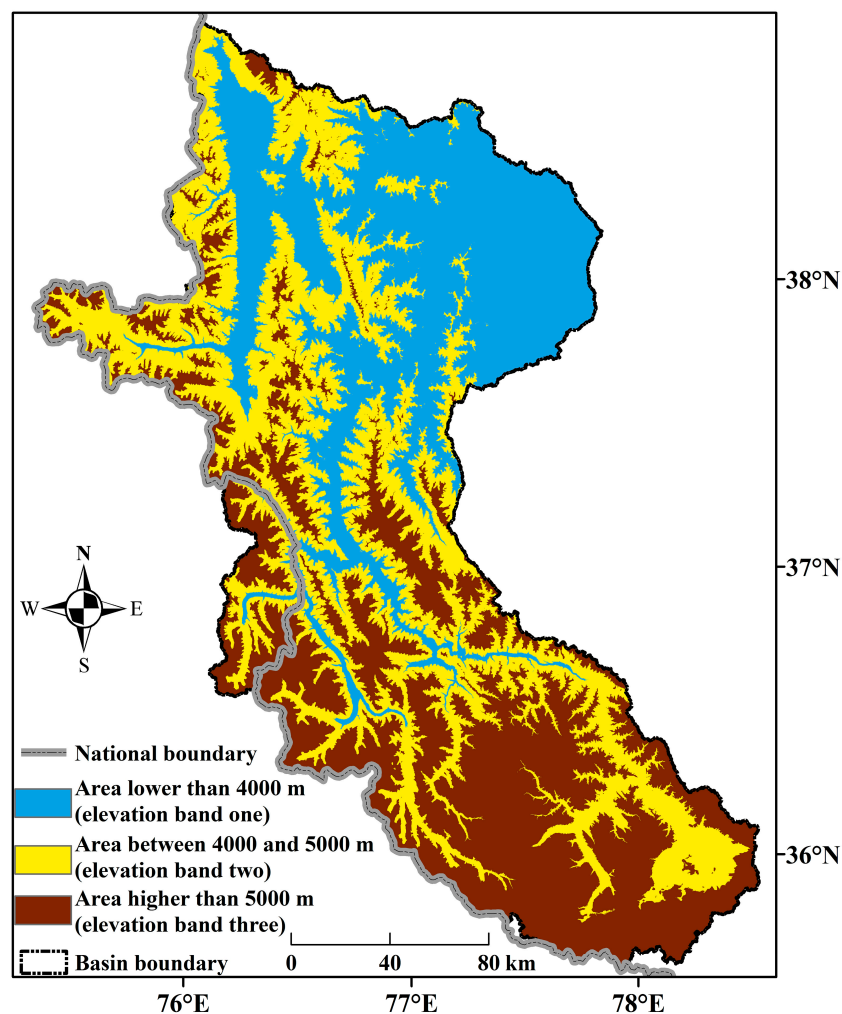 38°N
N
W
E
S
37°N
National boundary
Area lower than 4000 m
(elevation band one)
Area between 4000 and 5000 m
(elevation band two)
36°N
Area higher than 5000 m
(elevation band three)
Basin boundary
0 40 80 km
76°E 77°E 78°E